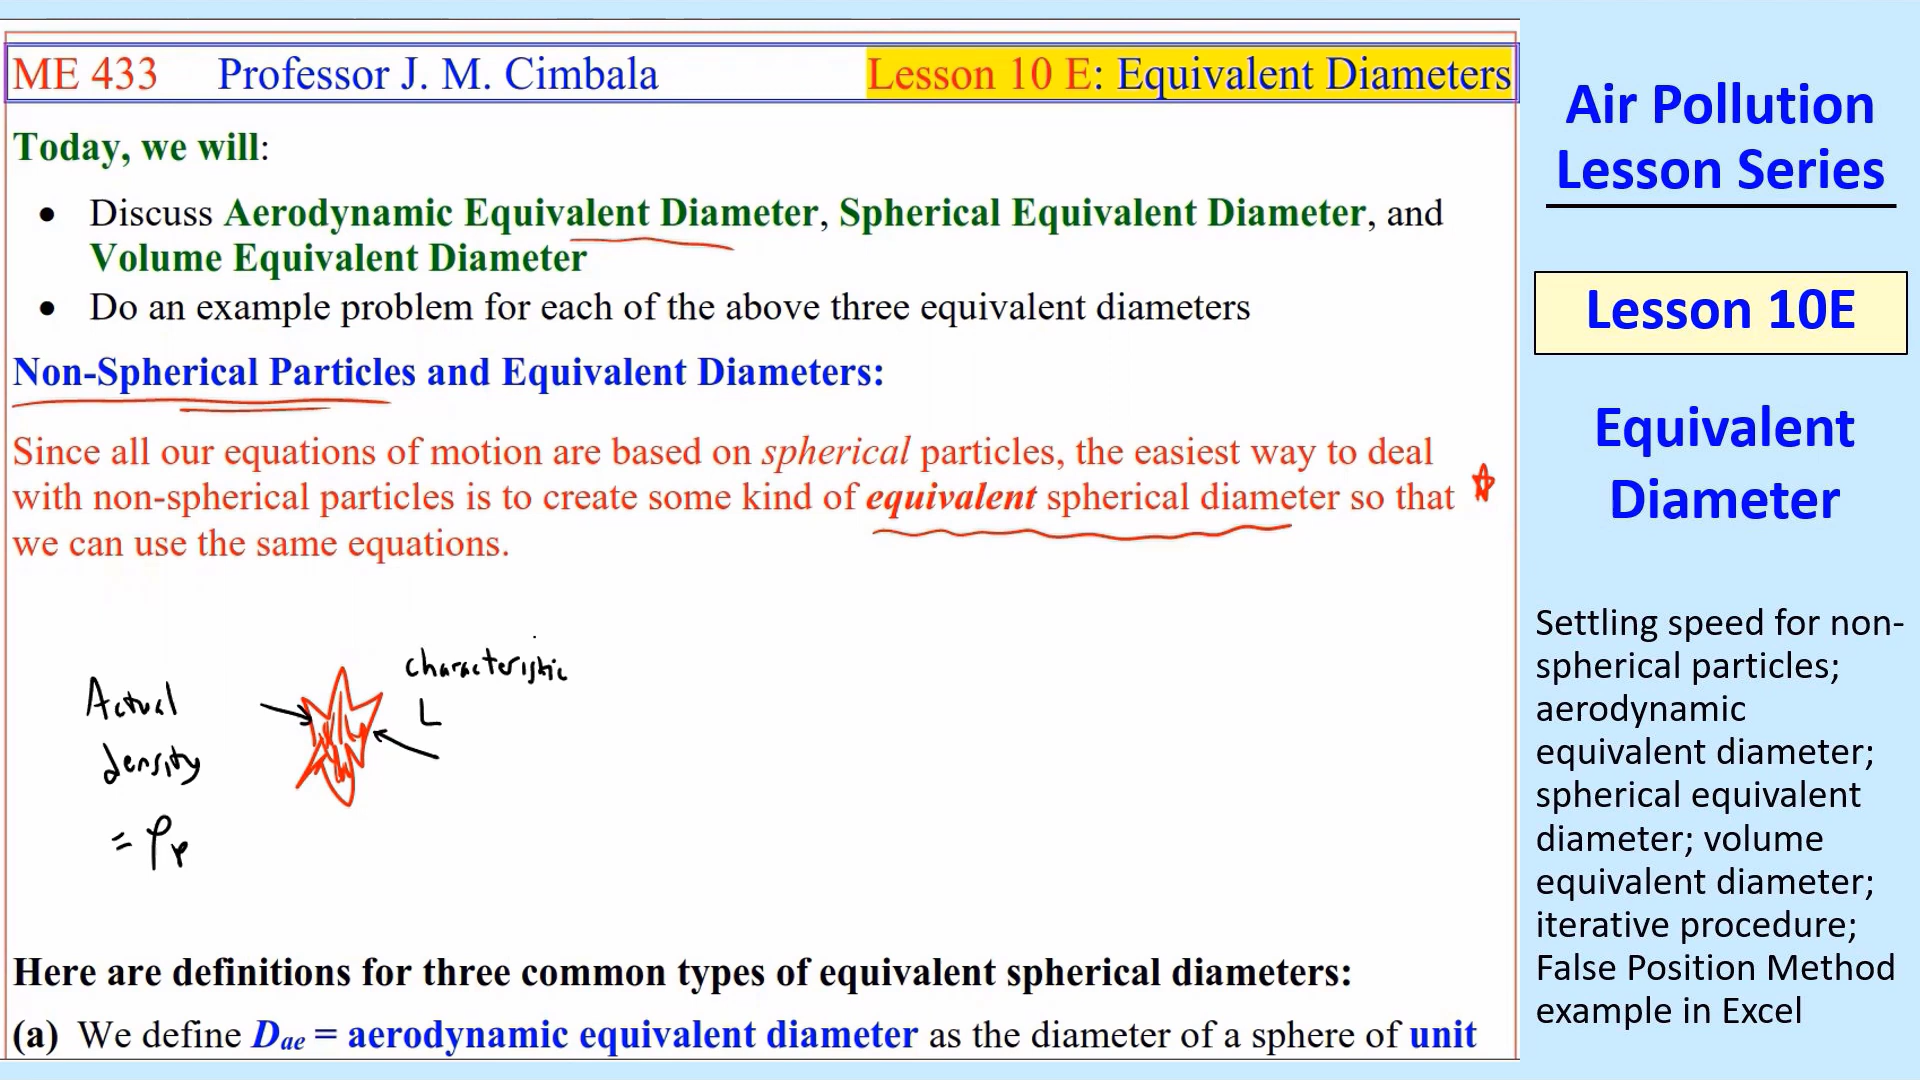 ME 433 Professor J. M. Cimbala Lesson 10 E: Equivalent Diameters
Today, we will:
• Discuss Aerodynamic Equivalent Diameter, Spherical Equivalent Diameter, and
Volume Equivalent Diameter
• Do an example problem for each of the above three equivalent diameters
Non-Spherical Particles and Equivalent Diameters:
Since all our equations of motion are based on spherical particles, the easiest way to deal
with non-spherical particles is to create some kind of equivalent spherical diameter so that
we can use the same equations.
Actual
density
= ρp
characteristic
L
Here are definitions for three common types of equivalent spherical diameters:
(a) We define Dae = aerodynamic equivalent diameter as the diameter of a sphere of unit
Air Pollution
Lesson Series
Lesson 10E
Equivalent
Diameter
Settling speed for non-
spherical particles;
aerodynamic
equivalent diameter;
spherical equivalent
diameter; volume
equivalent diameter;
iterative procedure;
False Position Method
example in Excel